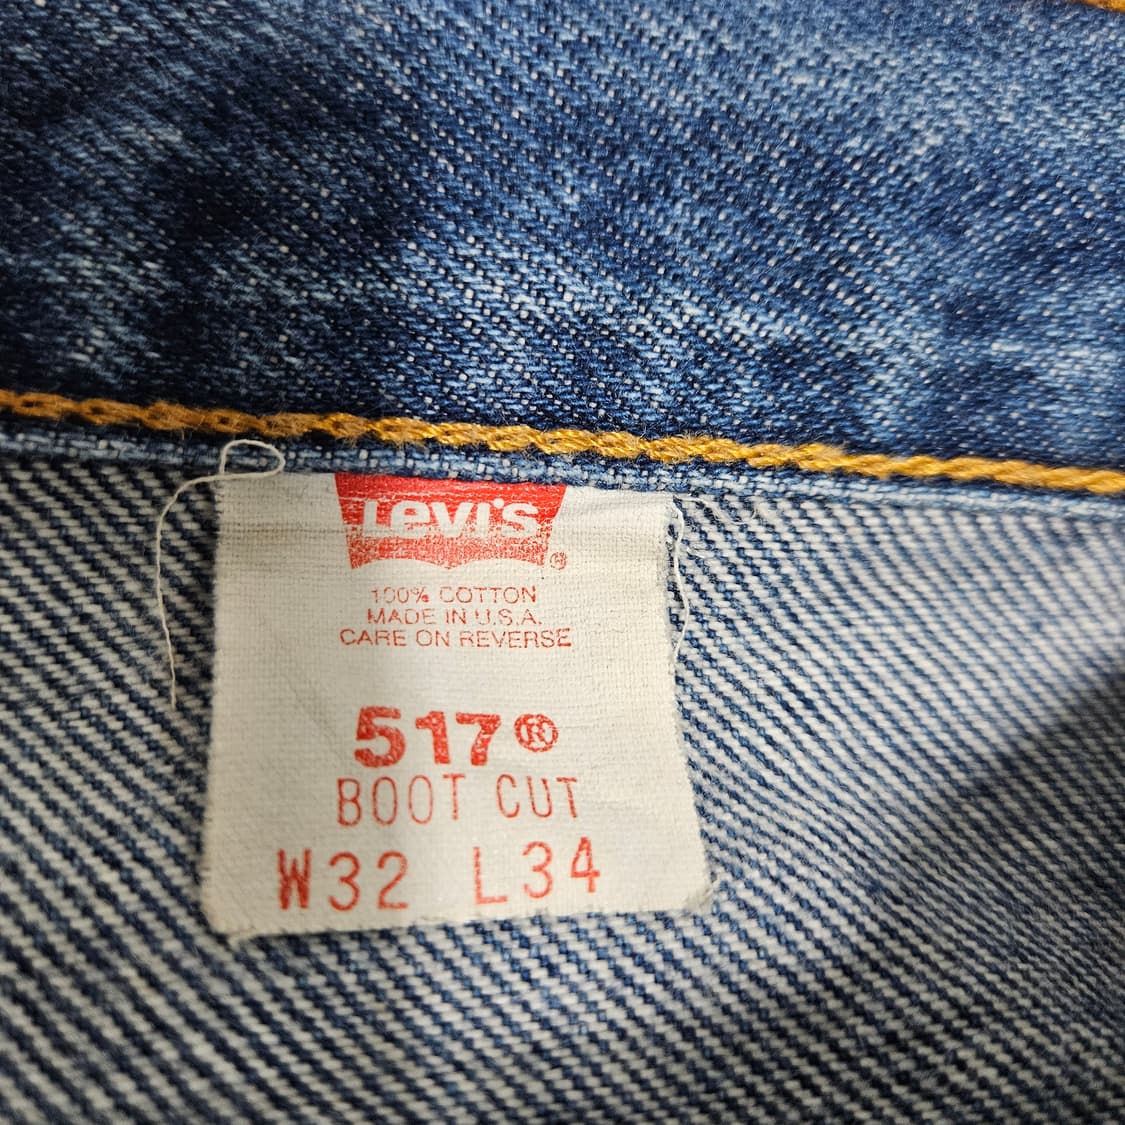 Levi's®
100% COTTON
MADE IN U.S.A.
CARE ON REVERSE
517®
BOOT CUT
W32 L34